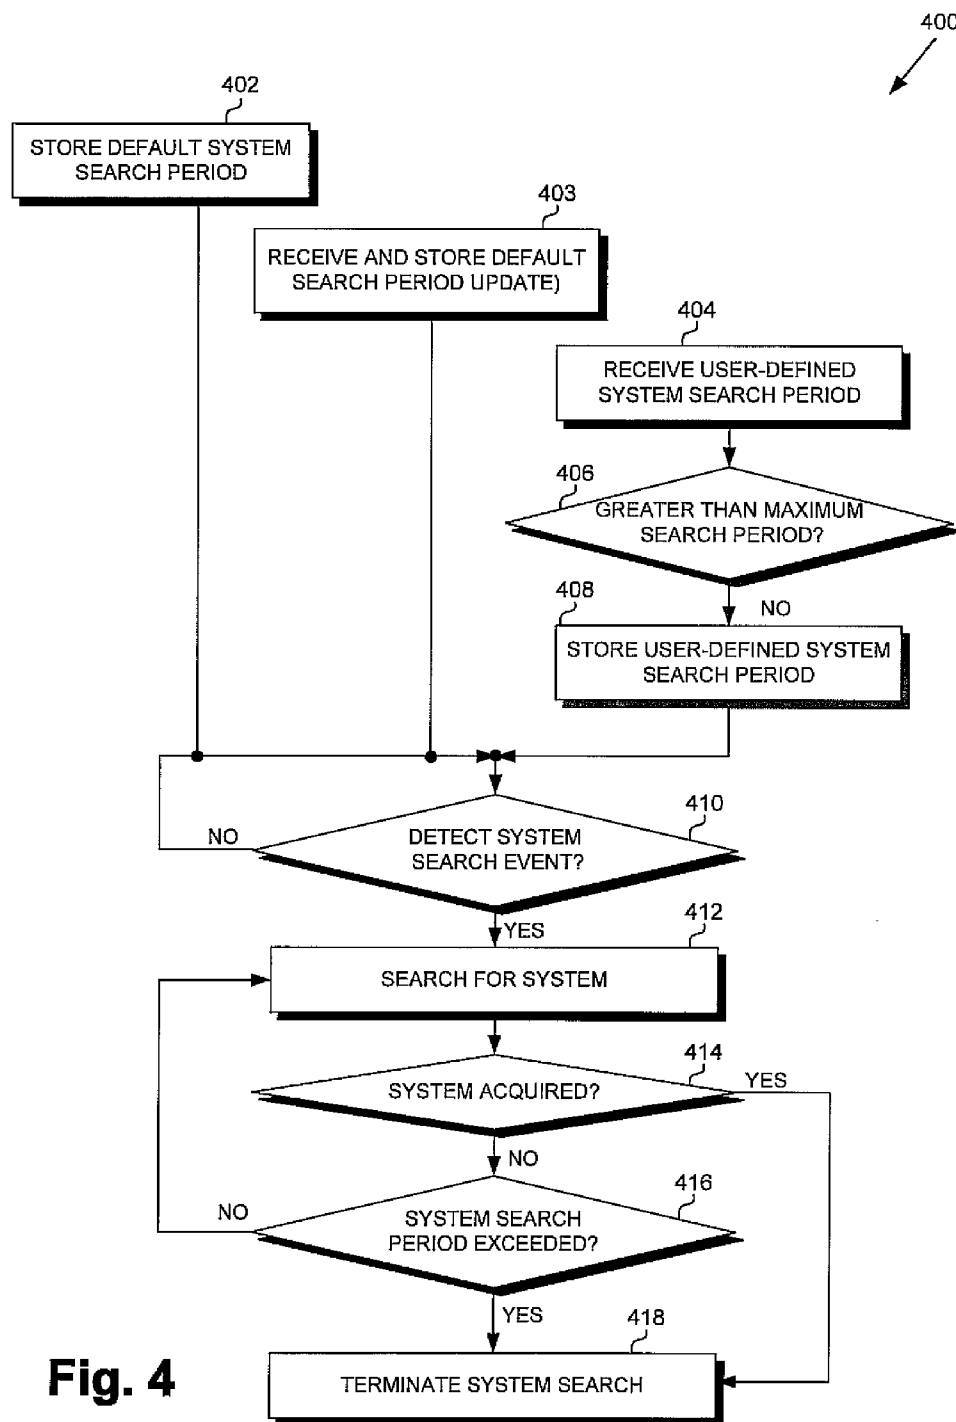 400
402
STORE DEFAULT SYSTEM
SEARCH PERIOD
403
RECEIVE AND STORE DEFAULT
SEARCH PERIOD UPDATE)
404
RECEIVE USER-DEFINED
SYSTEM SEARCH PERIOD
406
GREATER THAN MAXIMUM
SEARCH PERIOD?
NO
408
STORE USER-DEFINED SYSTEM
SEARCH PERIOD
410
DETECT SYSTEM
SEARCH EVENT?
NO
YES
412
SEARCH FOR SYSTEM
414
SYSTEM ACQUIRED?
YES
NO
416
SYSTEM SEARCH
PERIOD EXCEEDED?
NO
YES
418
TERMINATE SYSTEM SEARCH
Fig. 4